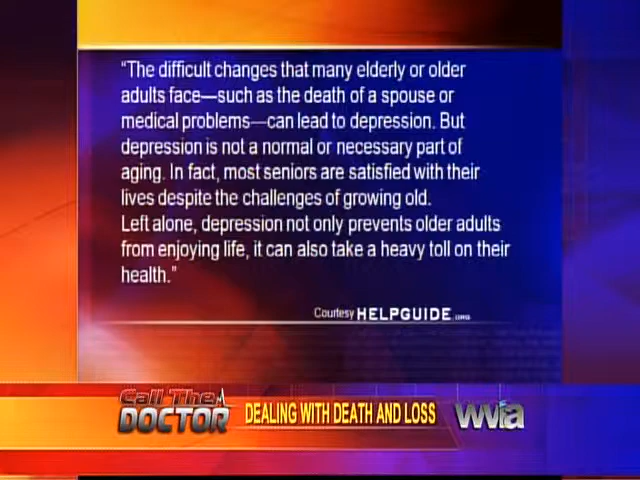 “The difficult changes that many elderly or older
adults face—such as the death of a spouse or
medical problems—can lead to depression. But
depression is not a normal or necessary part of
aging. In fact, most seniors are satisfied with their
lives despite the challenges of growing old.
Left alone, depression not only prevents older adults
from enjoying life, it can also take a heavy toll on their
health.”
Courtesy HELPGUIDE.ORG
Call The
DOCTOR
DEALING WITH DEATH AND LOSS
wvia